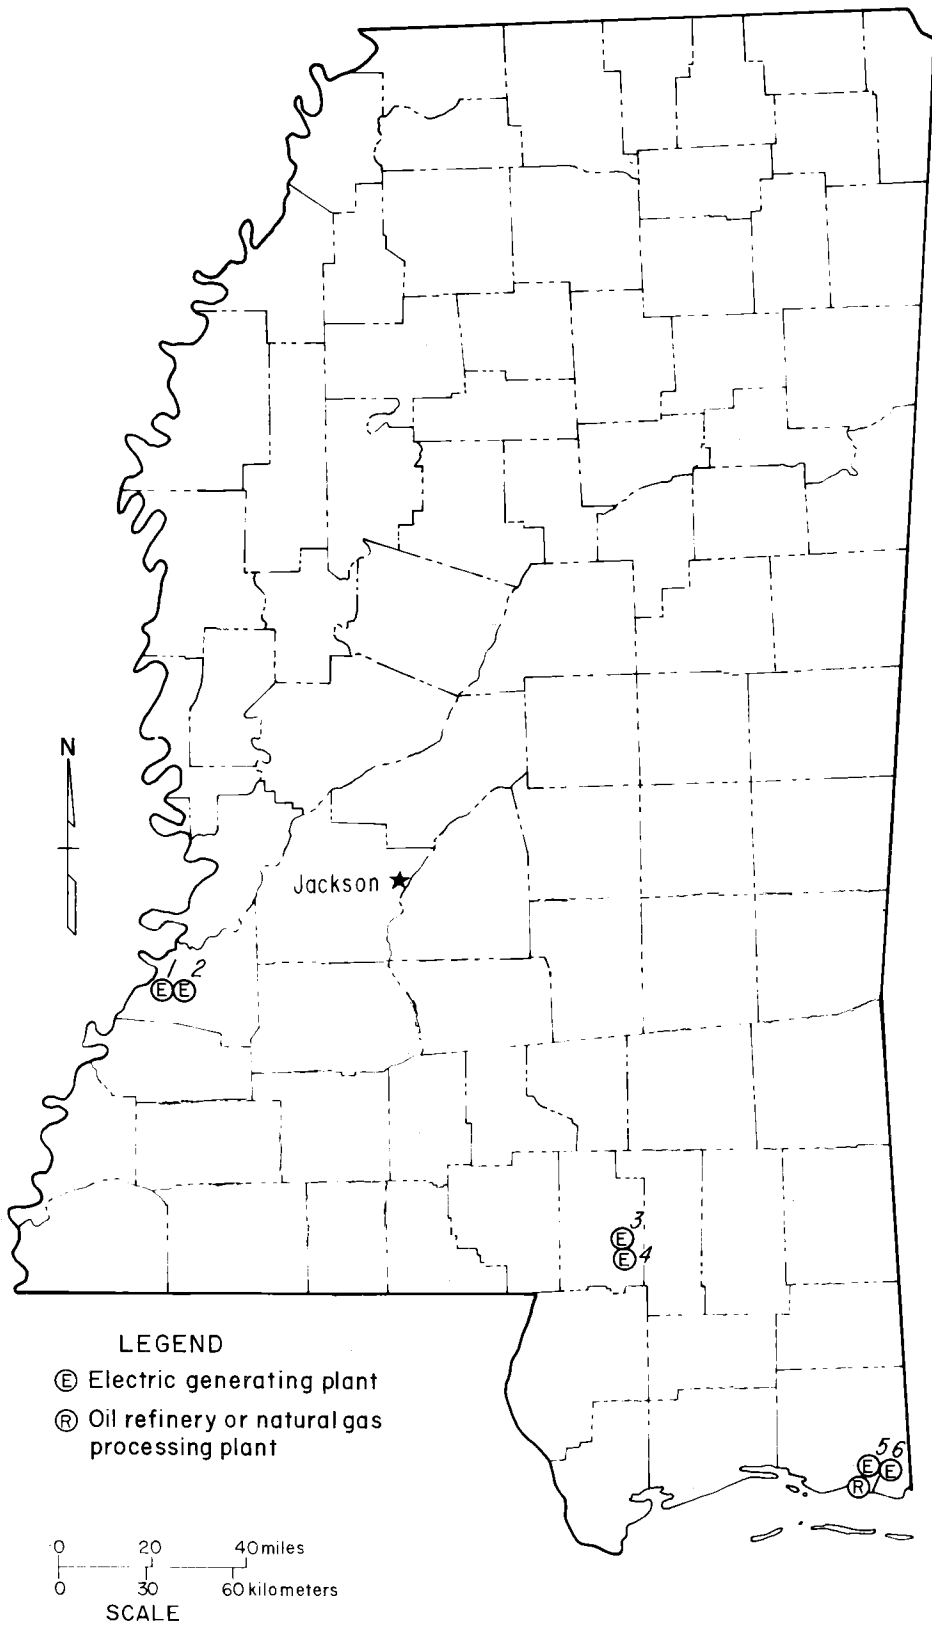 N
Jackson
1 2
E E
3
E
E 4
LEGEND
E Electric generating plant
R Oil refinery or natural gas
processing plant
5 6
E E
R
0 20 40 miles
0 30 60 kilometers
SCALE